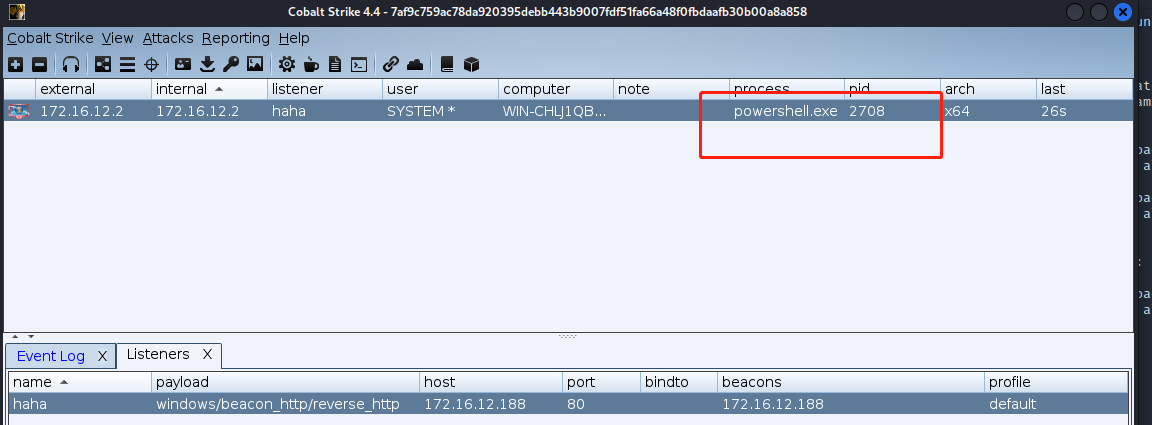 Cobalt Strike 4.4 - 7af9c759ac78da920395debb443b9007fdf51fa66a48f0fbdaafb30b00a8a858
Cobalt Strike View Attacks Reporting Help
external internal listener user computer note process pid arch last
172.16.12.2 172.16.12.2 haha SYSTEM * WIN-CHLJ1QB... powershell.exe 2708 x64 26s
Event Log X Listeners X
name payload host port bindto beacons profile
haha windows/beacon_http/reverse_http 172.16.12.188 80 172.16.12.188 default